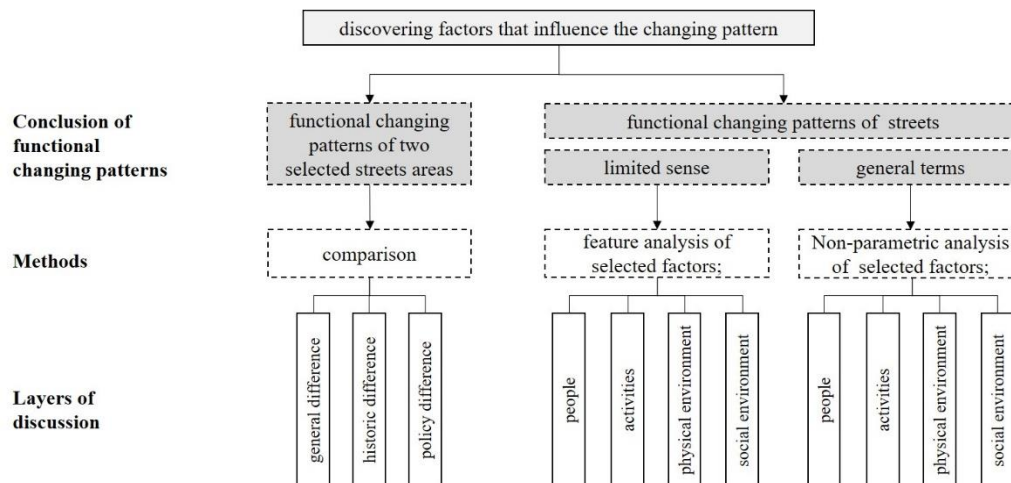 discovering factors that influence the changing pattern
Conclusion of
functional
changing patterns
functional changing
patterns of two
selected streets areas
functional changing patterns of streets
limited sense
general terms
Methods
comparison
feature analysis of
selected factors;
Non-parametric analysis
of selected factors;
Layers of
discussion
general difference
historic difference
policy difference
people
activities
physical environment
social environment
people
activities
physical environment
social environment